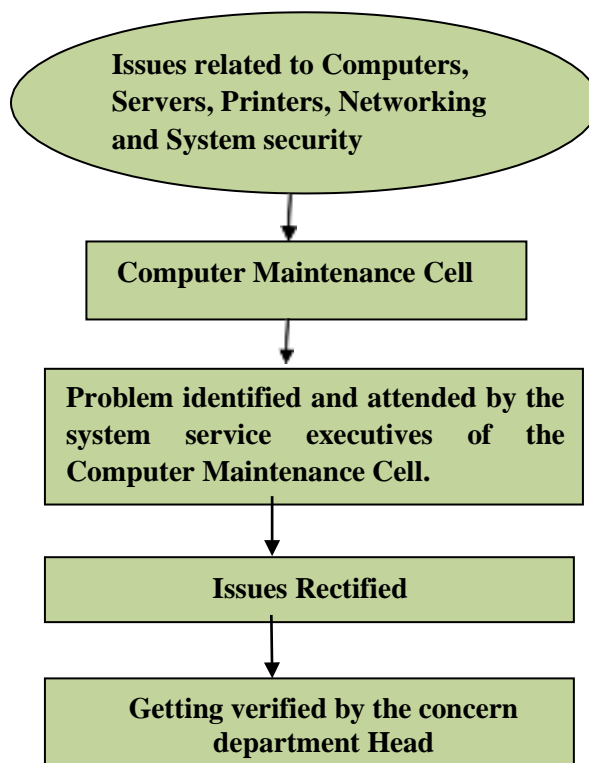 Issues related to Computers,
Servers, Printers, Networking
and System security
Computer Maintenance Cell
Problem identified and attended by the
system service executives of the
Computer Maintenance Cell.
Issues Rectified
Getting verified by the concern
department Head